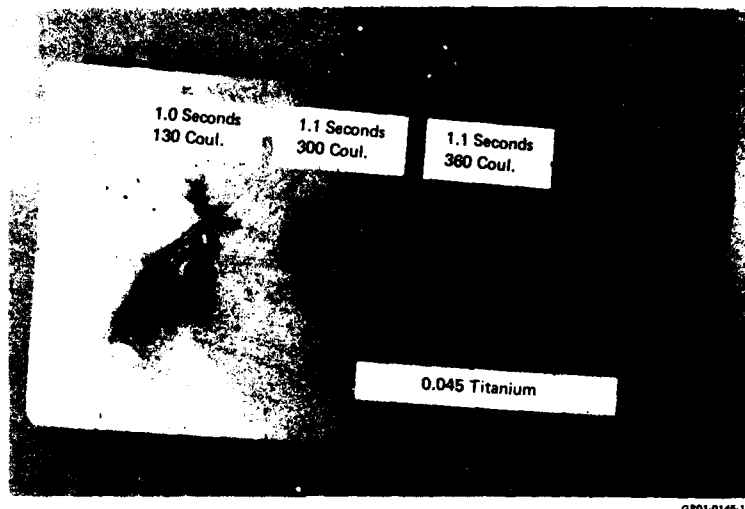 1.0 Seconds
130 Coul.
1.1 Seconds
300 Coul.
1.1 Seconds
360 Coul.
0.045 Titanium